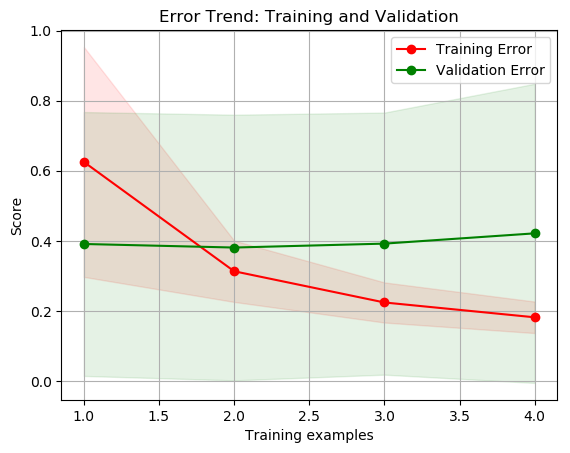 Error Trend: Training and Validation
1.0
0.8
0.6
0.4
0.2
0.0
Score
Training Error
Validation Error
1.0 1.5 2.0 2.5 3.0 3.5 4.0
Training examples